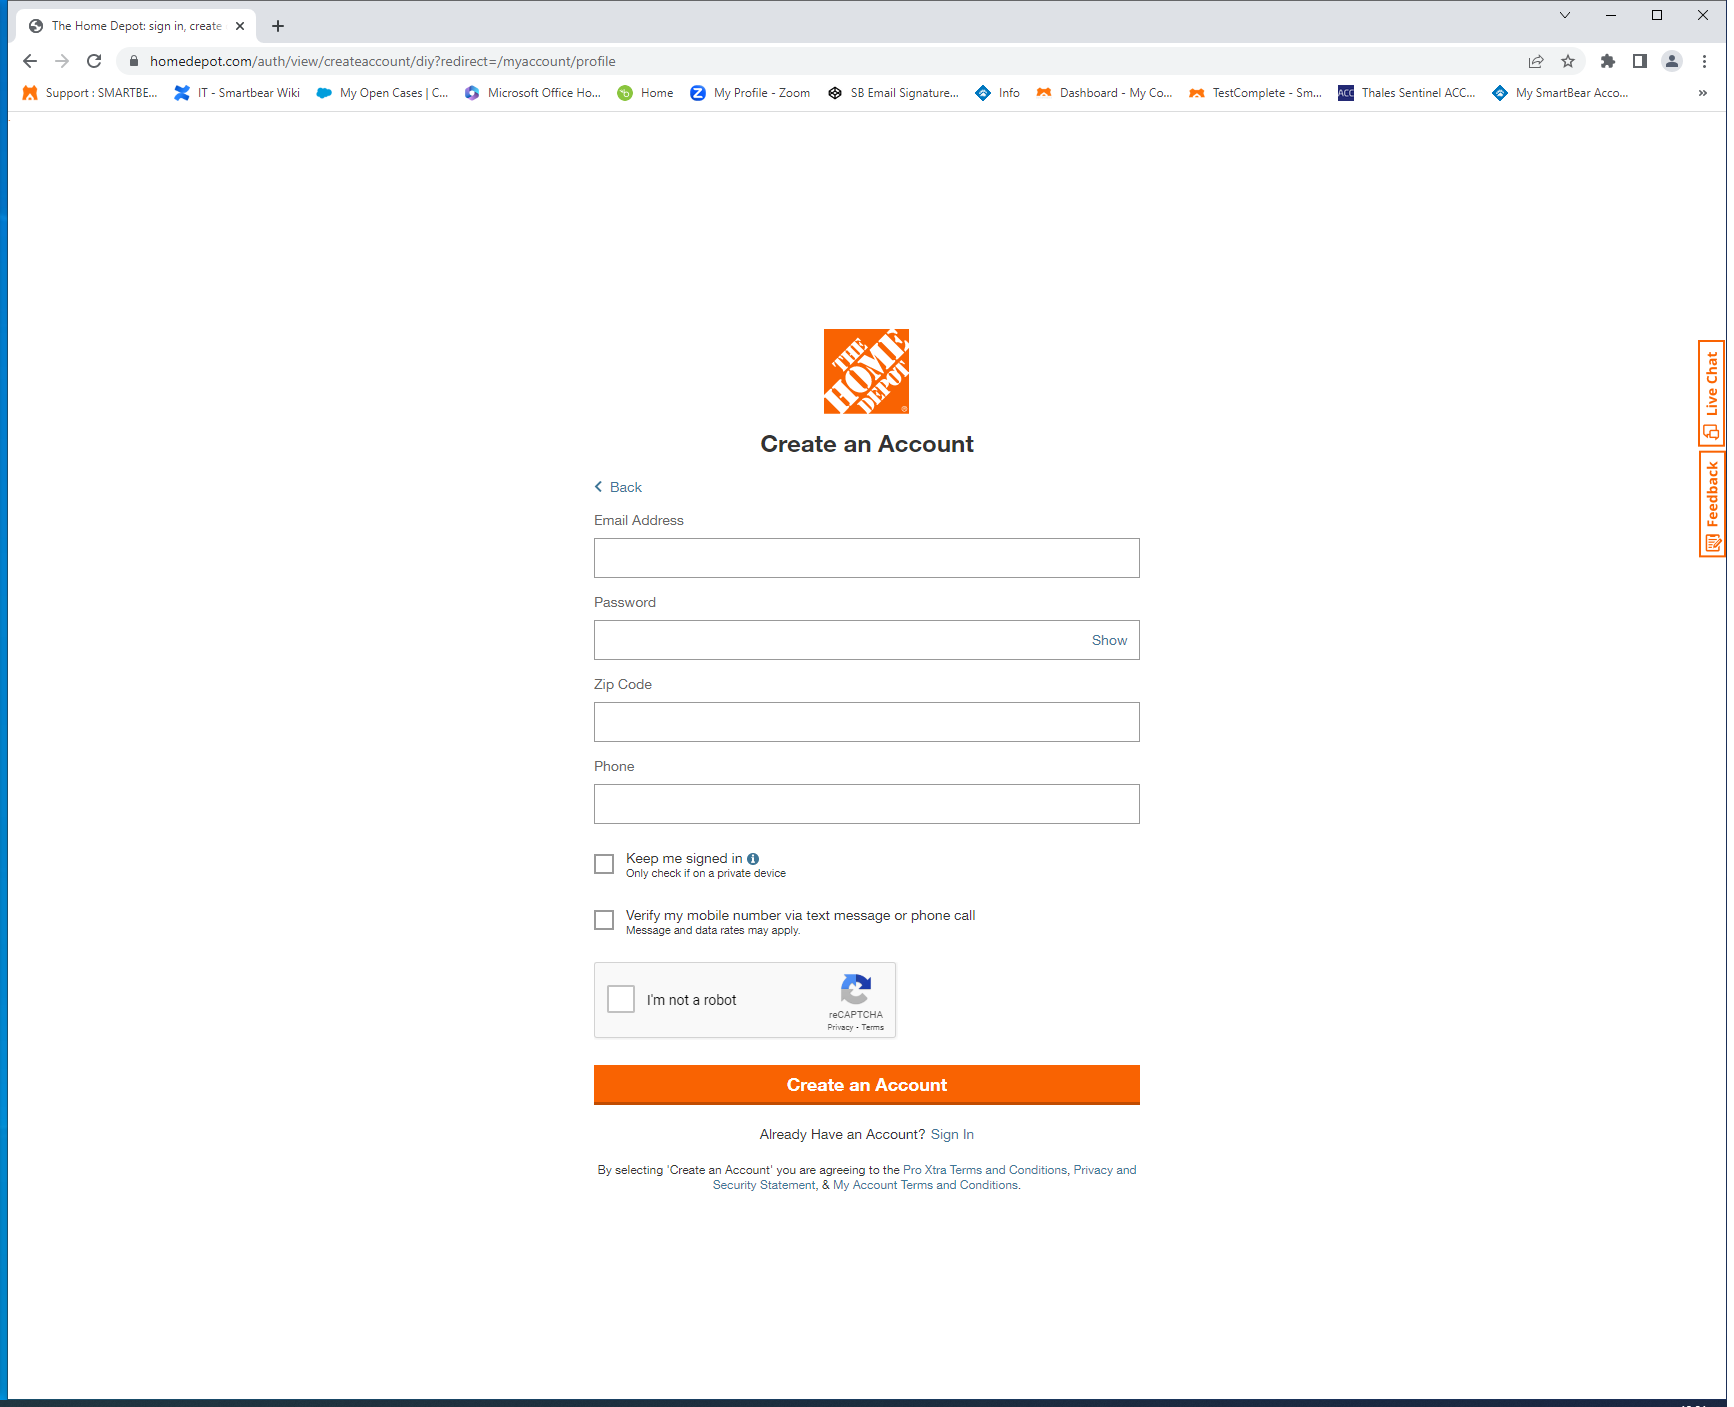 The Home Depot: sign in, create
homedepot.com/auth/view/createaccount/diy?redirect=/myaccount/profile
Support : SMARTBE... IT - Smartbear Wiki My Open Cases | C... Microsoft Office Ho... Home My Profile - Zoom SB Email Signature... Info Dashboard - My Co... TestComplete - Sm... ACC Thales Sentinel ACC... My SmartBear Acco... »
THE
HOME
DEPOT
®
Live Chat
Feedback
Create an Account
Back
Email Address
Password
Show
Zip Code
Phone
Keep me signed in
Only check if on a private device
Verify my mobile number via text message or phone call
Message and data rates may apply.
I'm not a robot
reCAPTCHA
Privacy - Terms
Create an Account
Already Have an Account? Sign In
By selecting 'Create an Account' you are agreeing to the Pro Xtra Terms and Conditions, Privacy and
Security Statement, & My Account Terms and Conditions.